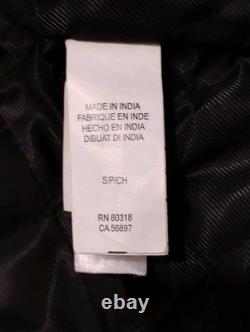 MADE IN INDIA
FABRIQUE EN INDE
HECHO EN INDIA
DIBUAT DI INDIA
S/P/CH
RN 80318
CA 56897